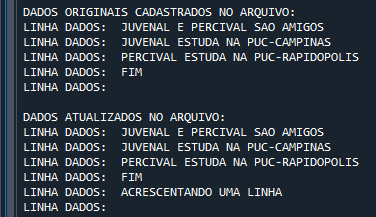 DADOS ORIGINAIS CADASTRADOS NO ARQUIVO:
LINHA DADOS:  JUVENAL E PERCIVAL SAO AMIGOS
LINHA DADOS:  JUVENAL ESTUDA NA PUC-CAMPINAS
LINHA DADOS:  PERCIVAL ESTUDA NA PUC-RAPIDOPOLIS
LINHA DADOS:  FIM
LINHA DADOS:

DADOS ATUALIZADOS NO ARQUIVO:
LINHA DADOS:  JUVENAL E PERCIVAL SAO AMIGOS
LINHA DADOS:  JUVENAL ESTUDA NA PUC-CAMPINAS
LINHA DADOS:  PERCIVAL ESTUDA NA PUC-RAPIDOPOLIS
LINHA DADOS:  FIM
LINHA DADOS:  ACRESCENTANDO UMA LINHA
LINHA DADOS: